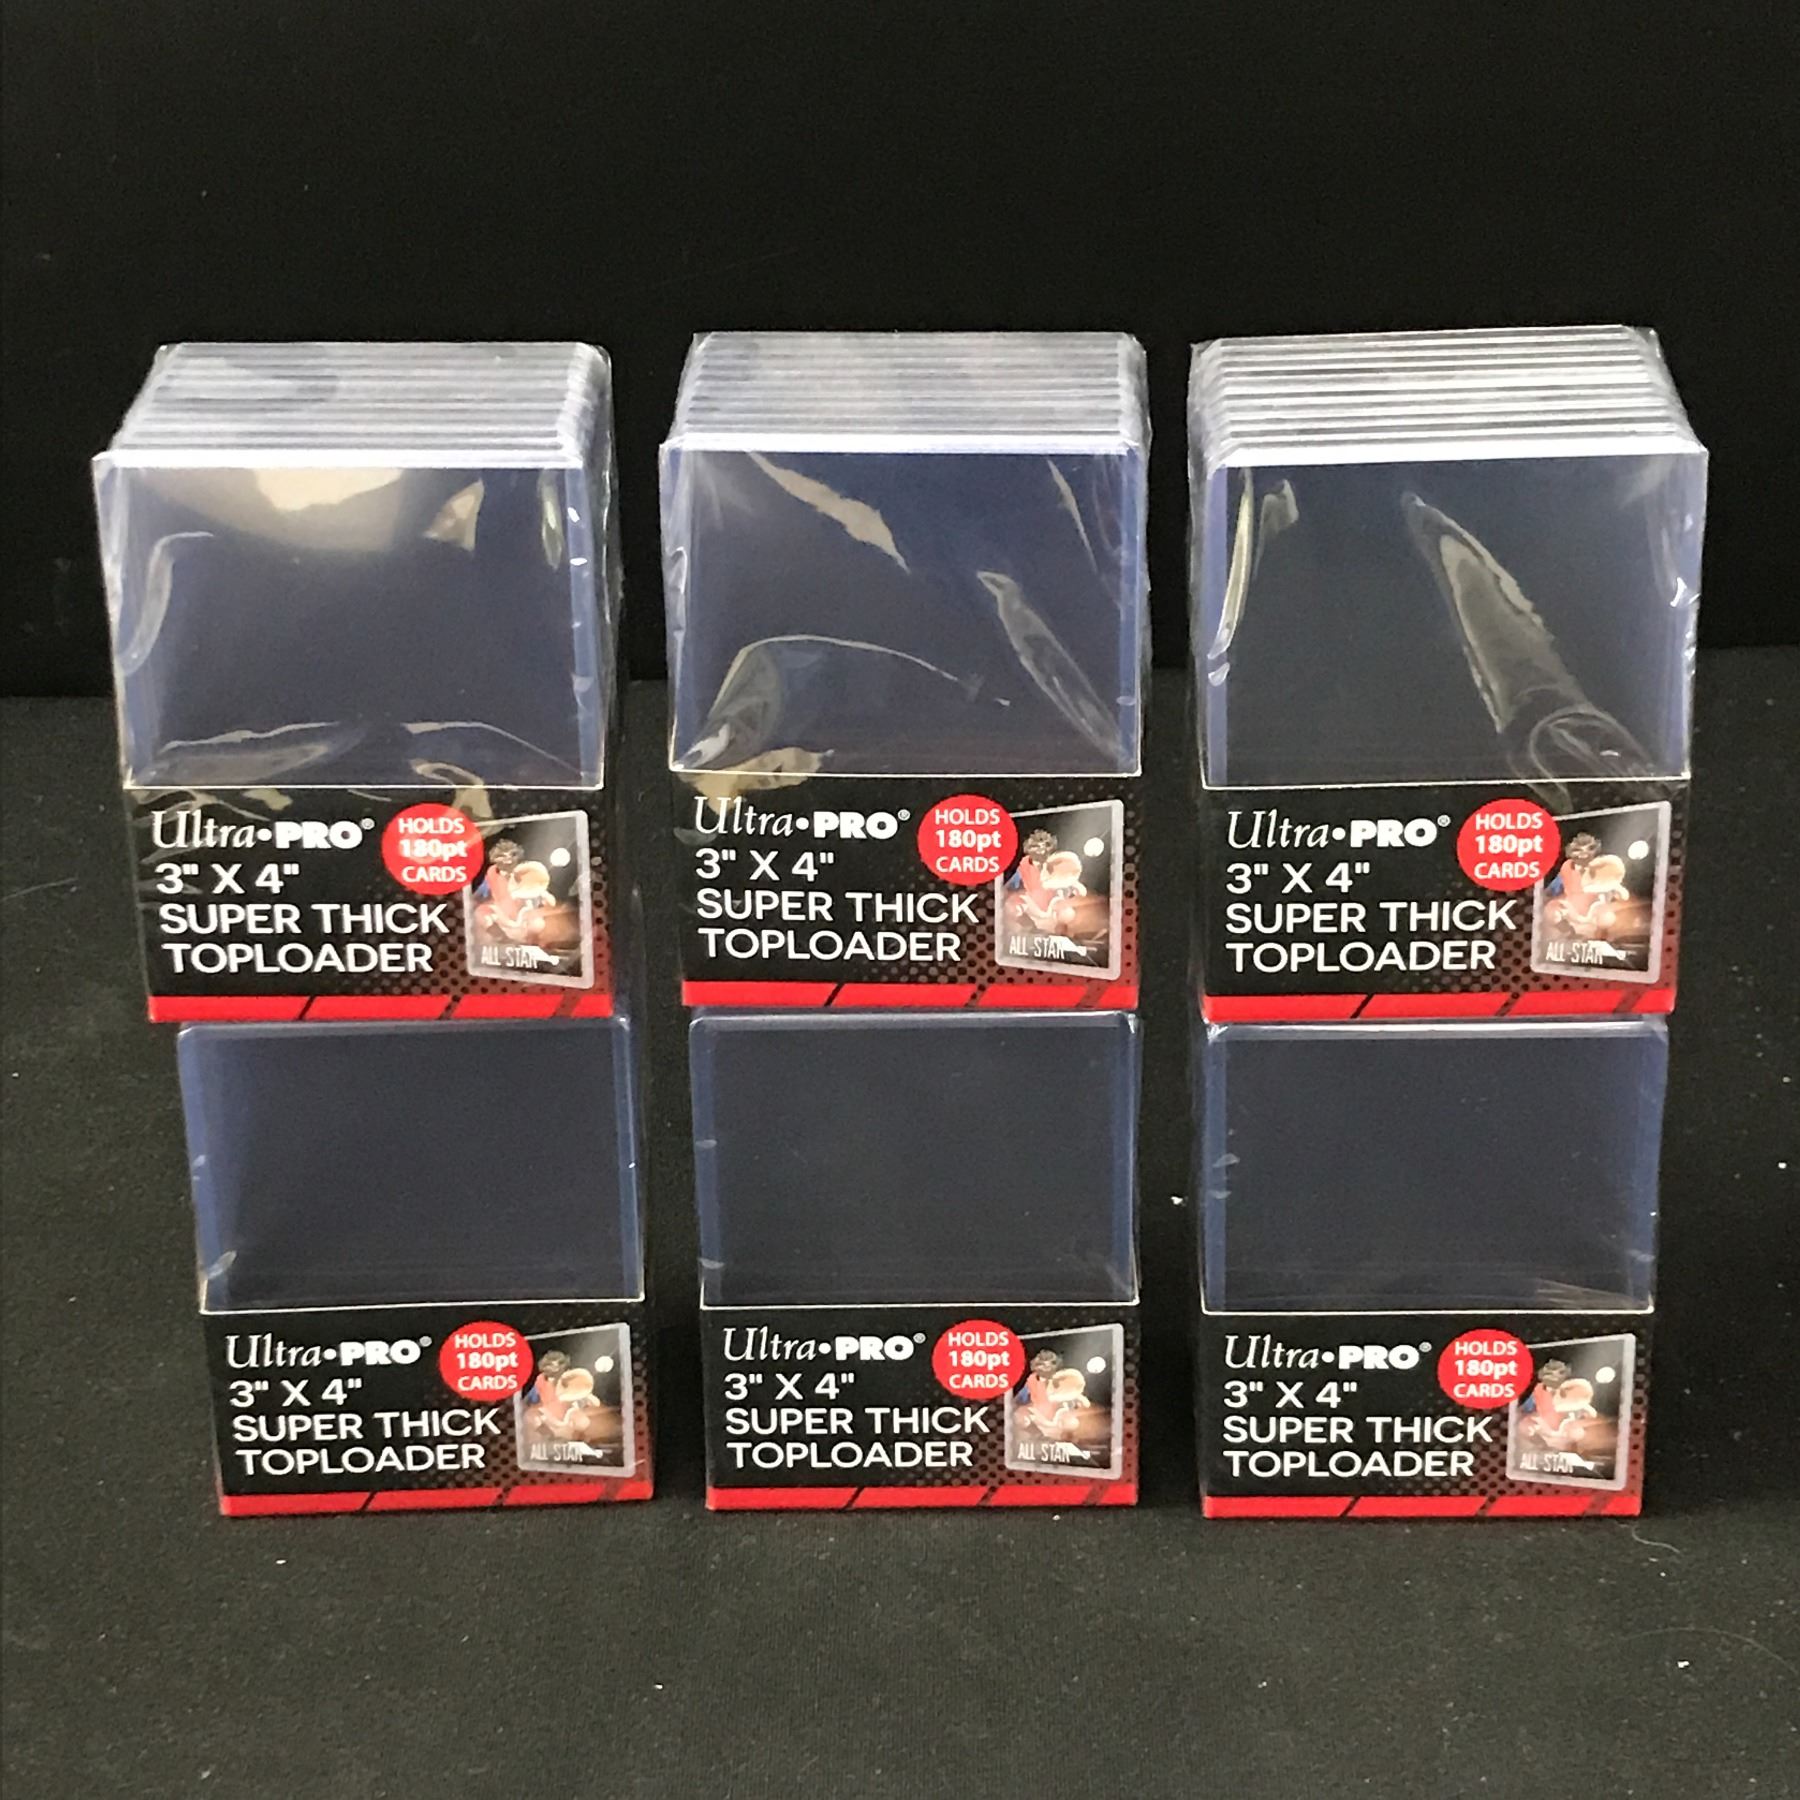 Ultra•PRO®
3" X 4"
SUPER THICK
TOPLOADER
HOLDS
180pt
CARDS
ALL-STAR
Ultra•PRO®
3" X 4"
SUPER THICK
TOPLOADER
HOLDS
180pt
CARDS
ALL-STAR
Ultra•PRO®
3" X 4"
SUPER THICK
TOPLOADER
HOLDS
180pt
CARDS
ALL-STAR
Ultra•PRO®
3" X 4"
SUPER THICK
TOPLOADER
HOLDS
180pt
CARDS
ALL-STAR
Ultra•PRO®
3" X 4"
SUPER THICK
TOPLOADER
HOLDS
180pt
CARDS
ALL-STAR
Ultra•PRO®
3" X 4"
SUPER THICK
TOPLOADER
HOLDS
180pt
CARDS
ALL-STAR